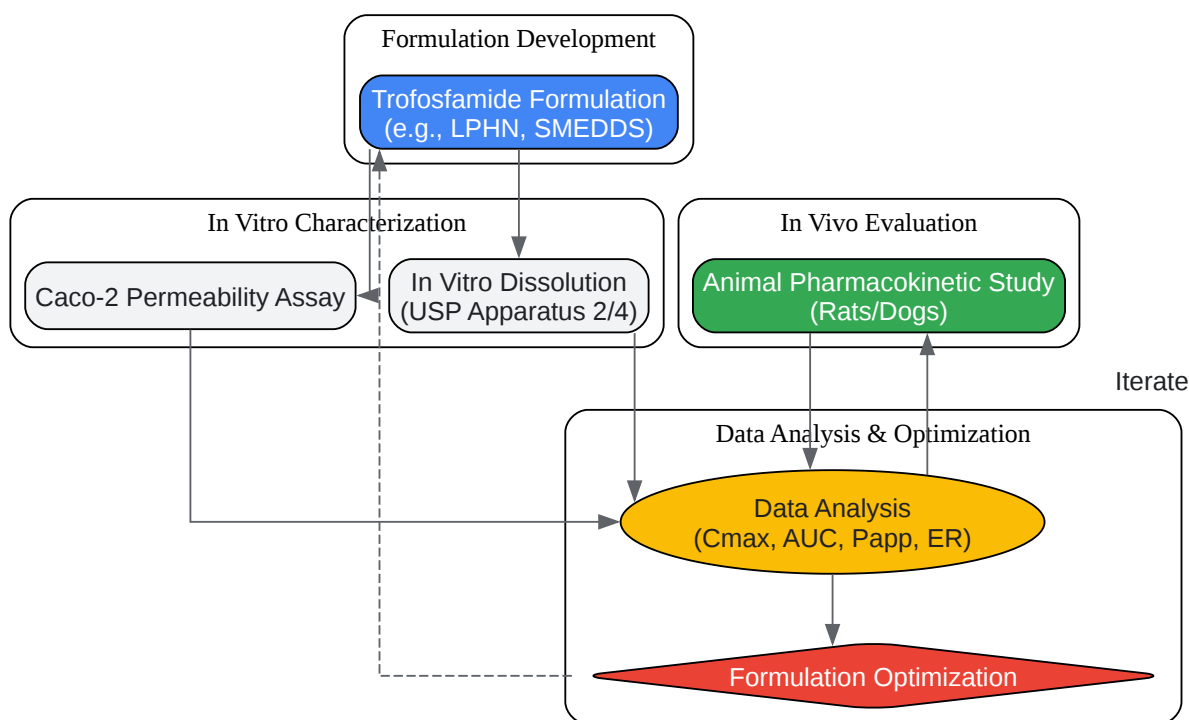 Formulation Development
Trofosfamide Formulation
(e.g., LPHN, SMEDDS)
In Vitro Characterization
Caco-2 Permeability Assay
In Vitro Dissolution
(USP Apparatus 2/4)
In Vivo Evaluation
Animal Pharmacokinetic Study
(Rats/Dogs)
Iterate
Data Analysis & Optimization
Data Analysis
(Cmax, AUC, Papp, ER)
Formulation Optimization